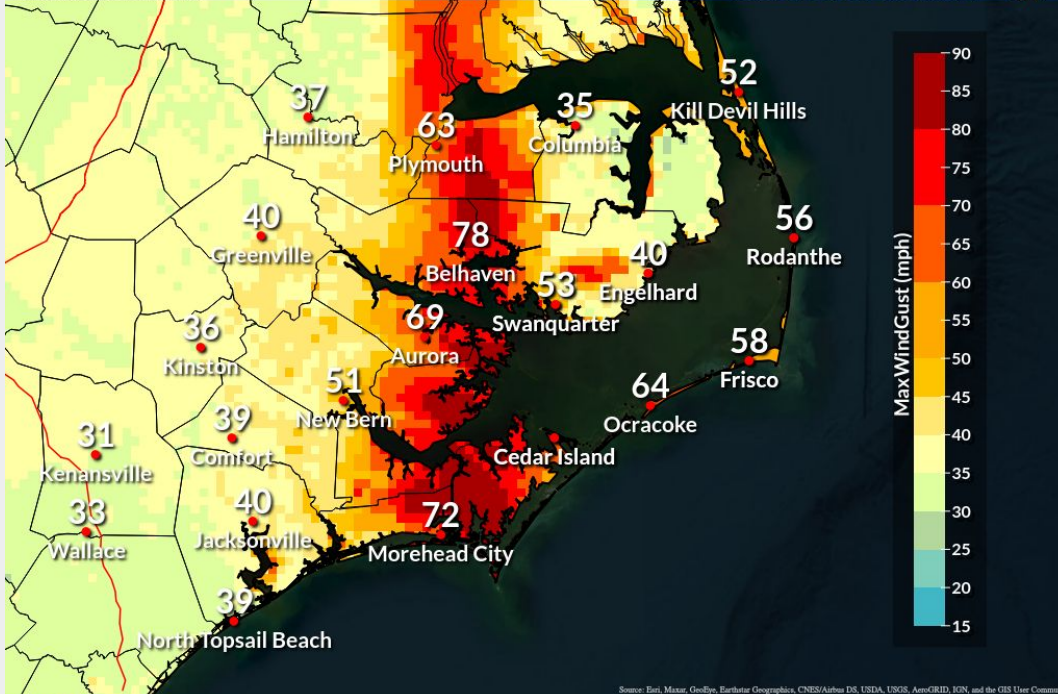 37
Hamilton
63
Plymouth
35
Columbia
52
Kill Devil Hills
40
Greenville
78
Belhaven
40
Engelhard
56
Rodanthe
53
Swanquarter
69
Aurora
36
Kinston
58
Frisco
51
New Bern
64
Ocracoke
39
Comfort
Cedar Island
31
Kenansville
33
Wallace
40
Jacksonville
72
Morehead City
39
North Topsail Beach
MaxWindGust (mph)
90
85
80
75
70
65
60
55
50
45
40
35
30
25
20
15
Source: Esri, Maxar, GeoEye, Earthstar Geographics, CNES/Airbus DS, USDA, USGS, AeroGRID, IGN, and the GIS User Commu